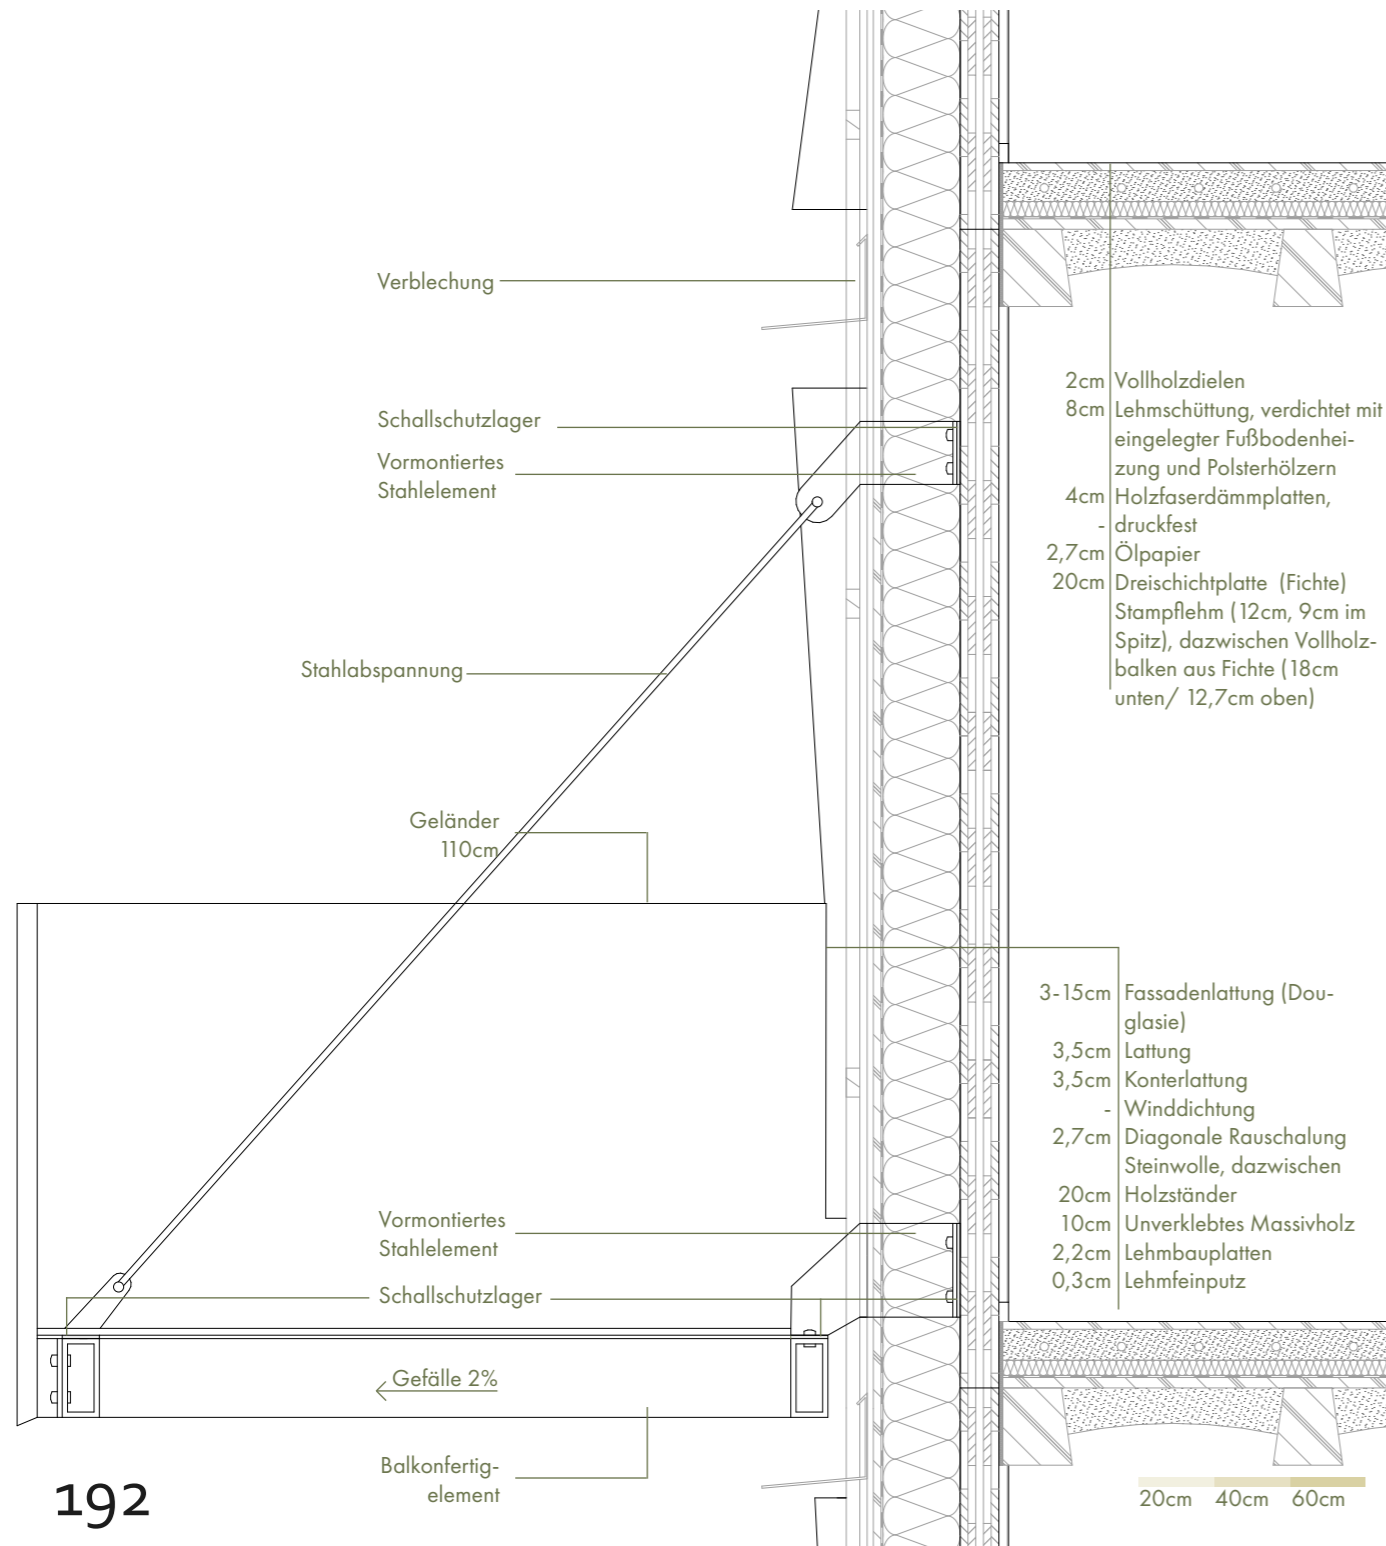 Verblechung
Schallschutzlager
Vormontiertes
Stahlelement
2cm Vollholzdielen
8cm Lehmschüttung, verdichtet mit
eingelegter Fußbodenhei-
zung und Polsterhölzern
4cm Holzfaserdämmplatten,
- druckfest
2,7cm Ölpapier
20cm Dreischichtplatte (Fichte)
Stampflehm (12cm, 9cm im
Spitz), dazwischen Vollholz-
balken aus Fichte (18cm
unten/ 12,7cm oben)
Stahlabspannung
Geländer
110cm
3-15cm Fassadenlattung (Dou-
glasie)
3,5cm Lattung
3,5cm Konterlattung
- Winddichtung
2,7cm Diagonale Rauschalung
Steinwolle, dazwischen
20cm Holzständer
10cm Unverklebtes Massivholz
2,2cm Lehmbauplatten
0,3cm Lehmfeinputz
Vormontiertes
Stahlelement
Schallschutzlager
Gefälle 2%
Balkonfertig-
element
192
20cm 40cm 60cm